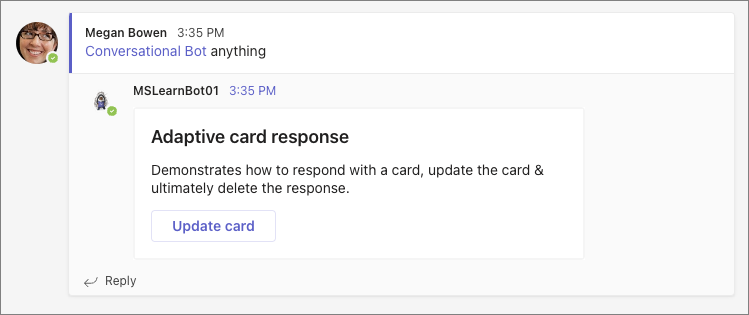 Megan Bowen 3:35 PM
Conversational Bot anything
MSLearnBot01 3:35 PM
Adaptive card response
Demonstrates how to respond with a card, update the card &
ultimately delete the response.
Update card
Reply